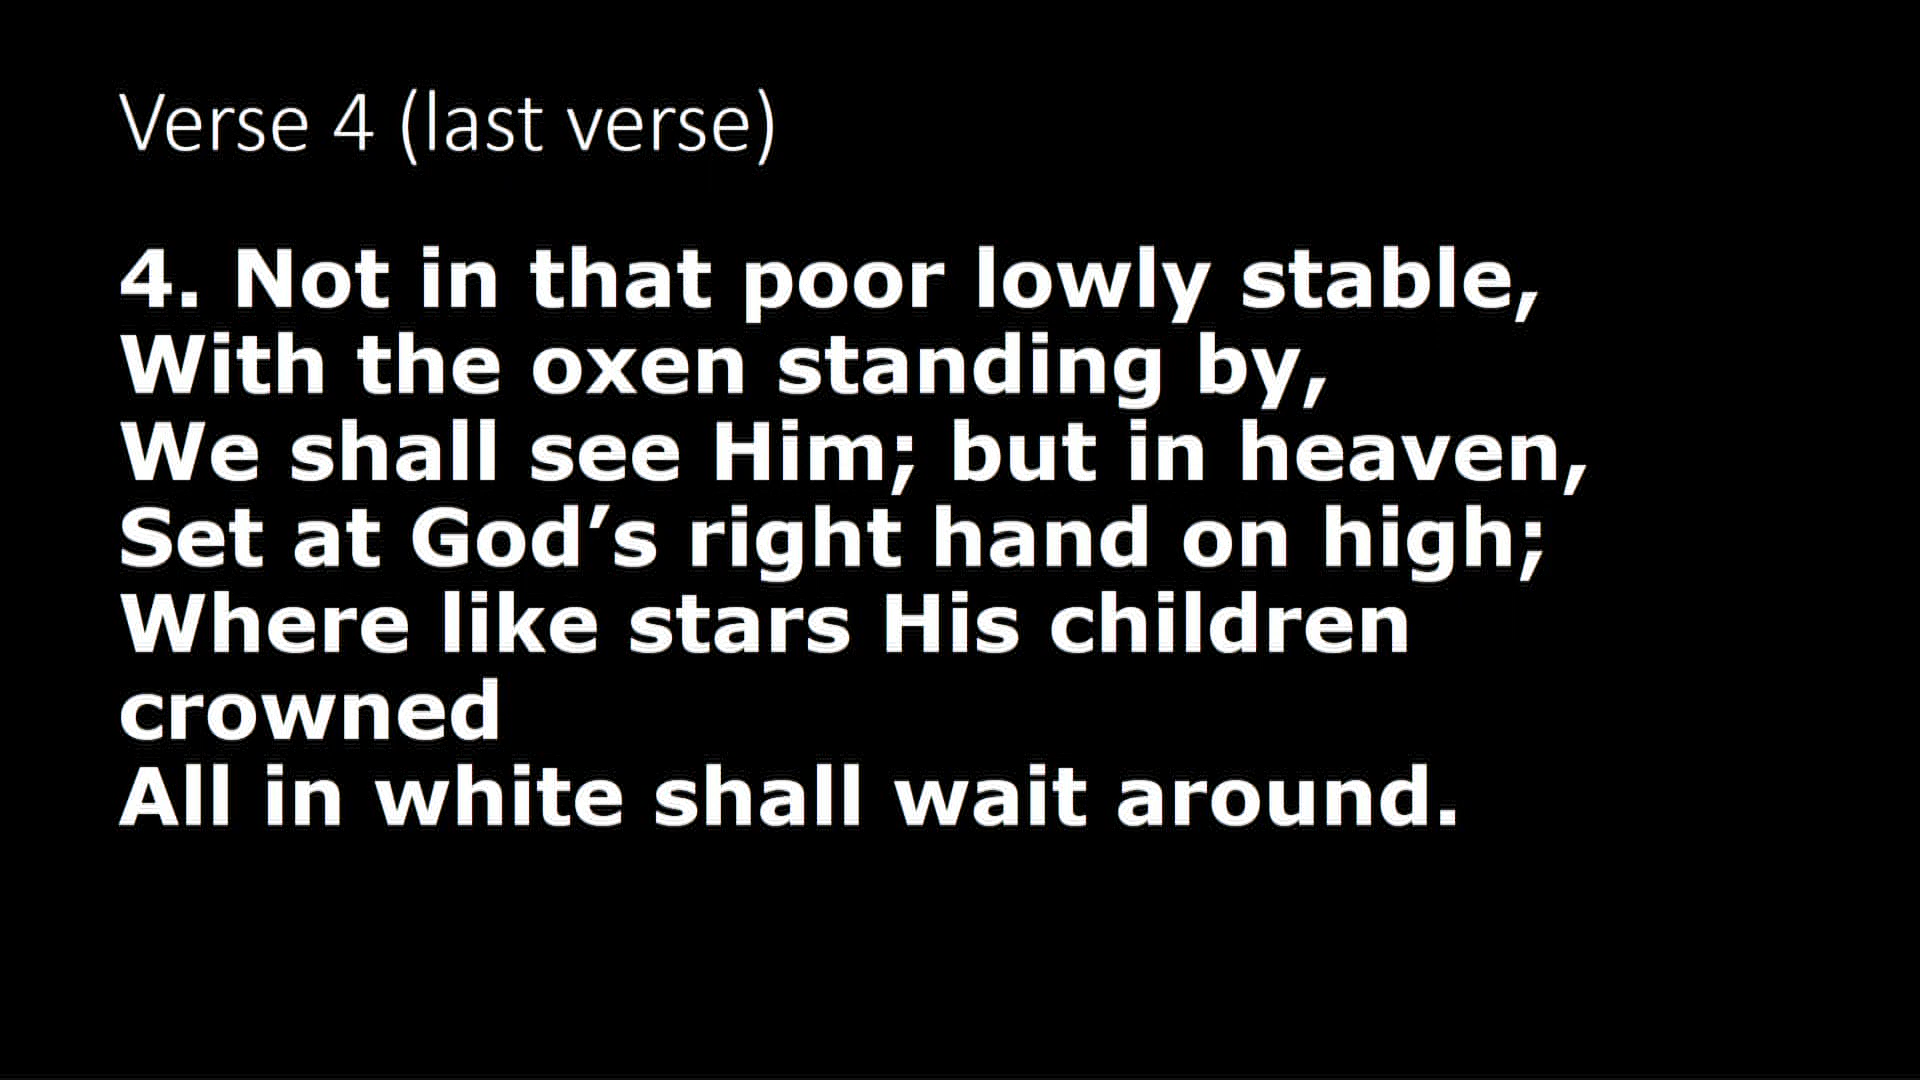 Verse 4 (last verse)
4. Not in that poor lowly stable,
With the oxen standing by,
We shall see Him; but in heaven,
Set at God’s right hand on high;
Where like stars His children
crowned
All in white shall wait around.